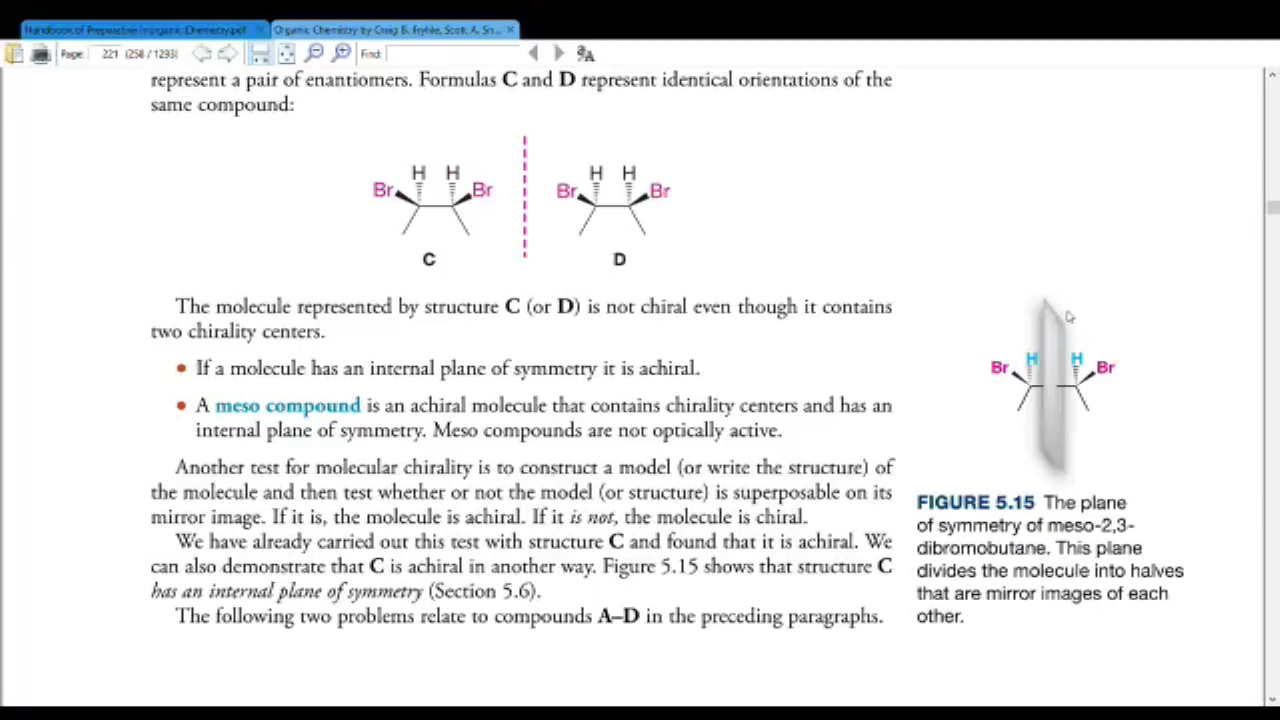 Handbook of Preparative Inorganic Chemistry.pdf
Organic Chemistry by Craig B. Fryhle, Scott. A. Sn...
Page: 221 (258 / 1293) Find:
represent a pair of enantiomers. Formulas C and D represent identical orientations of the
same compound:
H H H H
Br Br Br Br
C D
The molecule represented by structure C (or D) is not chiral even though it contains
two chirality centers.
• If a molecule has an internal plane of symmetry it is achiral.
• A meso compound is an achiral molecule that contains chirality centers and has an
internal plane of symmetry. Meso compounds are not optically active.
Another test for molecular chirality is to construct a model (or write the structure) of
the molecule and then test whether or not the model (or structure) is superposable on its
mirror image. If it is, the molecule is achiral. If it is not, the molecule is chiral.
We have already carried out this test with structure C and found that it is achiral. We
can also demonstrate that C is achiral in another way. Figure 5.15 shows that structure C
has an internal plane of symmetry (Section 5.6).
The following two problems relate to compounds A–D in the preceding paragraphs.
H H
Br Br
FIGURE 5.15 The plane
of symmetry of meso-2,3-
dibromobutane. This plane
divides the molecule into halves
that are mirror images of each
other.